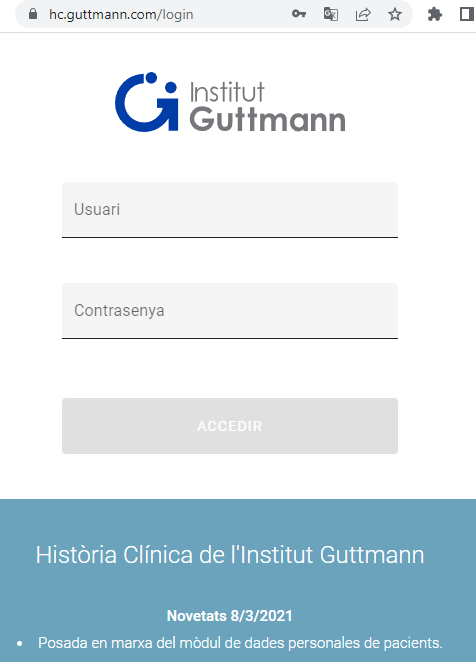 hc.guttmann.com/login
Institut
Guttmann
Usuari
Contrasenya
ACCEDIR
Història Clínica de l'Institut Guttmann
Novetats 8/3/2021
• Posada en marxa del mòdul de dades personales de pacients.